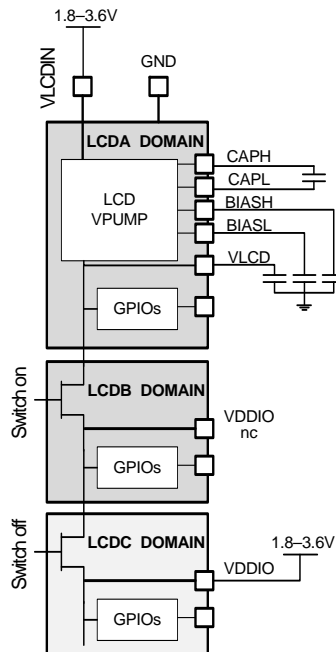 1.8–3.6V
VLCDIN
GND
LCDA DOMAIN
LCD
VPUMP
CAPH
CAPL
BIASH
BIASL
VLCD
GPIOs
Switch on
LCDB DOMAIN
VDDIO
nc
GPIOs
Switch off
LCDC DOMAIN
1.8–3.6V
VDDIO
GPIOs